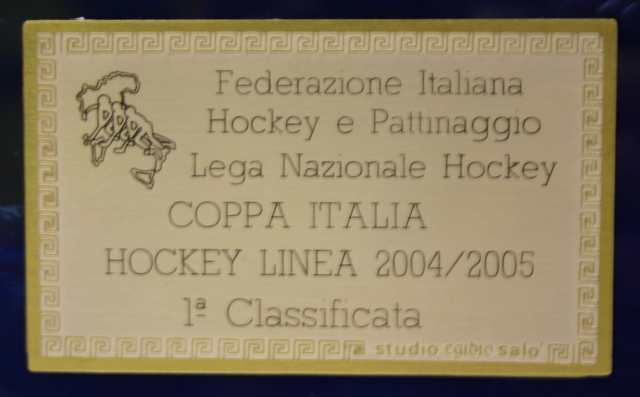 Federazione Italiana
Hockey e Pattinaggio
Lega Nazionale Hockey
COPPA ITALIA
HOCKEY LINEA 2004/2005
1ª Classificata
studio salo'